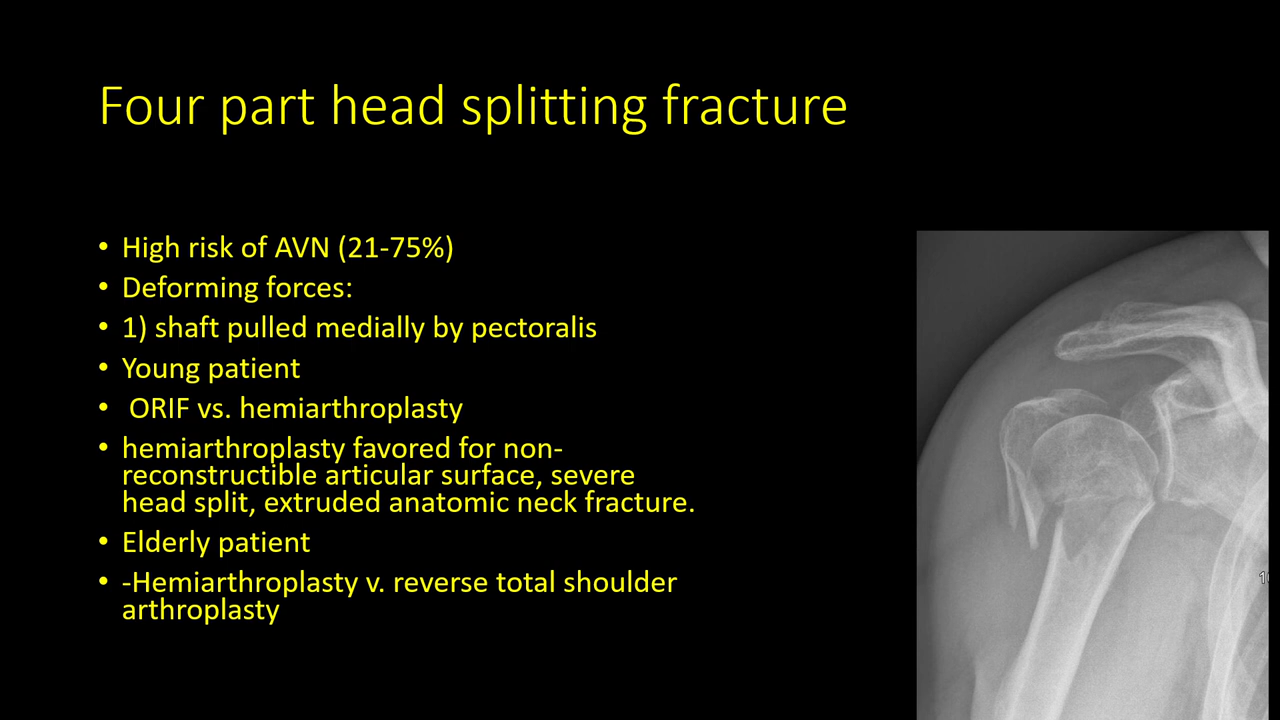 Four part head splitting fracture
• High risk of AVN (21-75%)
• Deforming forces:
• 1) shaft pulled medially by pectoralis
• Young patient
• ORIF vs. hemiarthroplasty
• hemiarthroplasty favored for non-
reconstructible articular surface, severe
head split, extruded anatomic neck fracture.
• Elderly patient
• -Hemiarthroplasty v. reverse total shoulder
arthroplasty